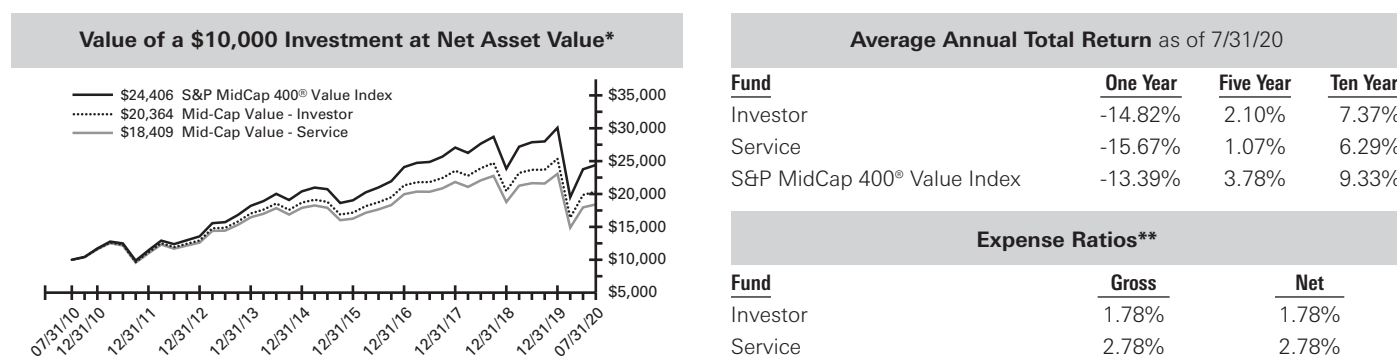 Value of a $10,000 Investment at Net Asset Value*
$24,406 S&P MidCap 400® Value Index
$20,364 Mid-Cap Value - Investor
$18,409 Mid-Cap Value - Service
$35,000
$30,000
$25,000
$20,000
$15,000
$10,000
$5,000
07/31/10
12/31/10
12/31/11
12/31/12
12/31/13
12/31/14
12/31/15
12/31/16
12/31/17
12/31/18
12/31/19
07/31/20
Average Annual Total Return as of 7/31/20
Fund One Year Five Year Ten Year
Investor -14.82% 2.10% 7.37%
Service -15.67% 1.07% 6.29%
S&P MidCap 400® Value Index -13.39% 3.78% 9.33%
Expense Ratios**
Fund Gross Net
Investor 1.78% 1.78%
Service 2.78% 2.78%